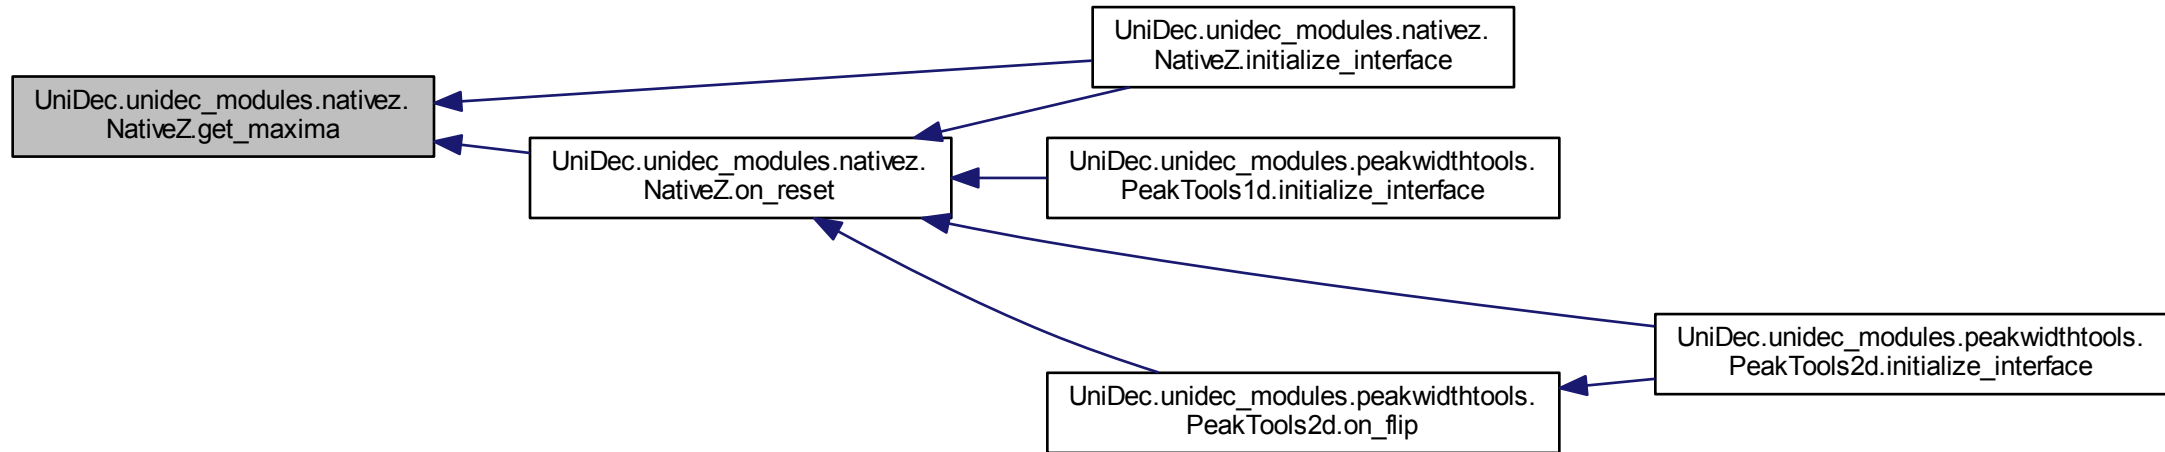 UniDec.unidec_modules.nativez.
NativeZ.initialize_interface
UniDec.unidec_modules.nativez.
NativeZ.get_maxima
UniDec.unidec_modules.nativez.
NativeZ.on_reset
UniDec.unidec_modules.peakwidthtools.
PeakTools1d.initialize_interface
UniDec.unidec_modules.peakwidthtools.
PeakTools2d.initialize_interface
UniDec.unidec_modules.peakwidthtools.
PeakTools2d.on_flip